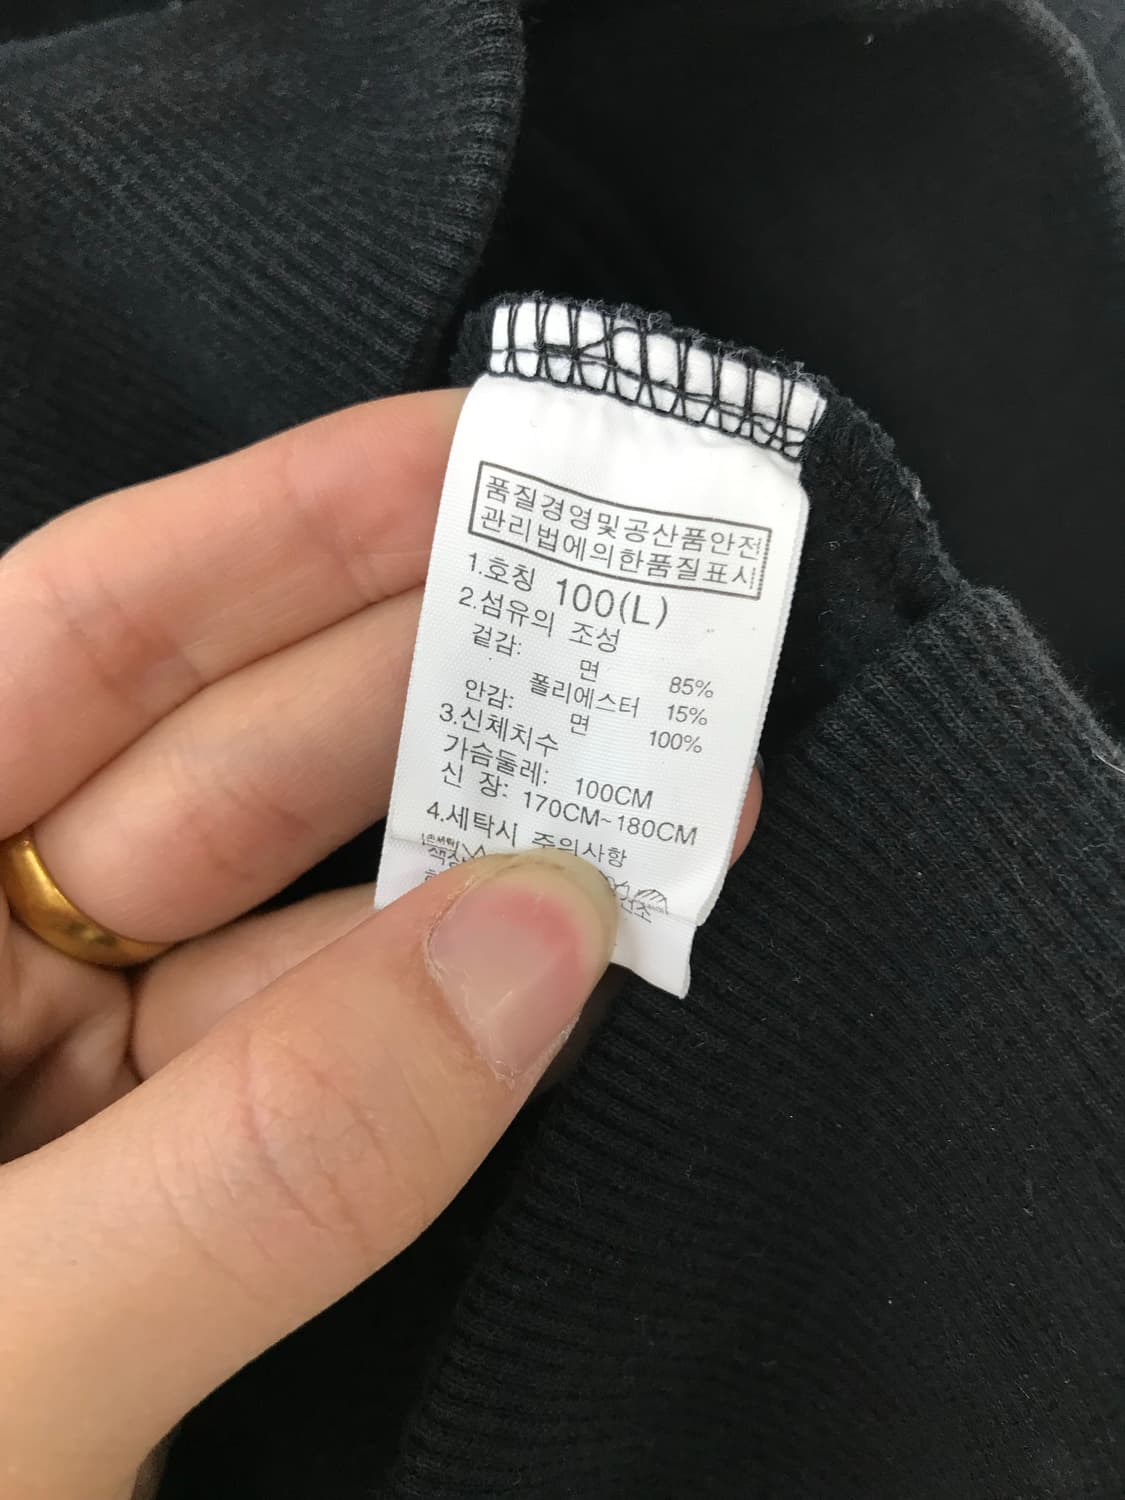 품질경영및공산품안전
관리법에의한품질표시
1.호칭 100(L)
2.섬유의 조성
겉감: 면 85%
폴리에스터 15%
안감: 면 100%
3.신체치수
가슴둘레: 100CM
신 장: 170CM~180CM
4.세탁시 주의사항